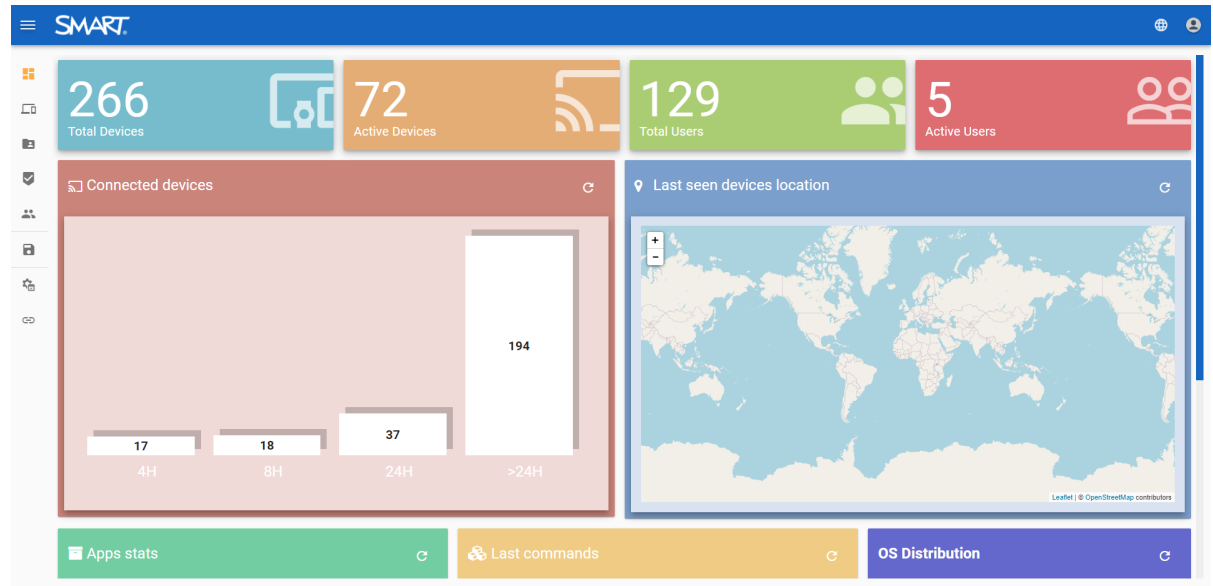 SMART.
266
Total Devices
72
Active Devices
129
Total Users
5
Active Users
Connected devices
17
4H
18
8H
37
24H
194
>24H
Last seen devices location
+
−
Leaflet | © OpenStreetMap contributors
Apps stats
Last commands
OS Distribution